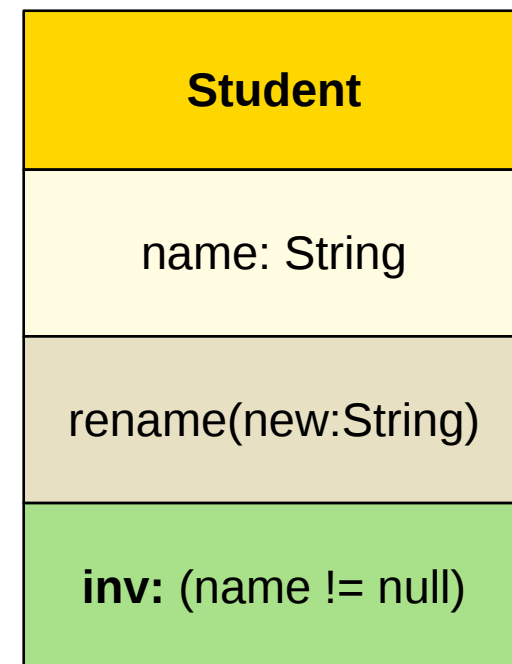 Student
name: String
rename(new:String)
inv: (name != null)